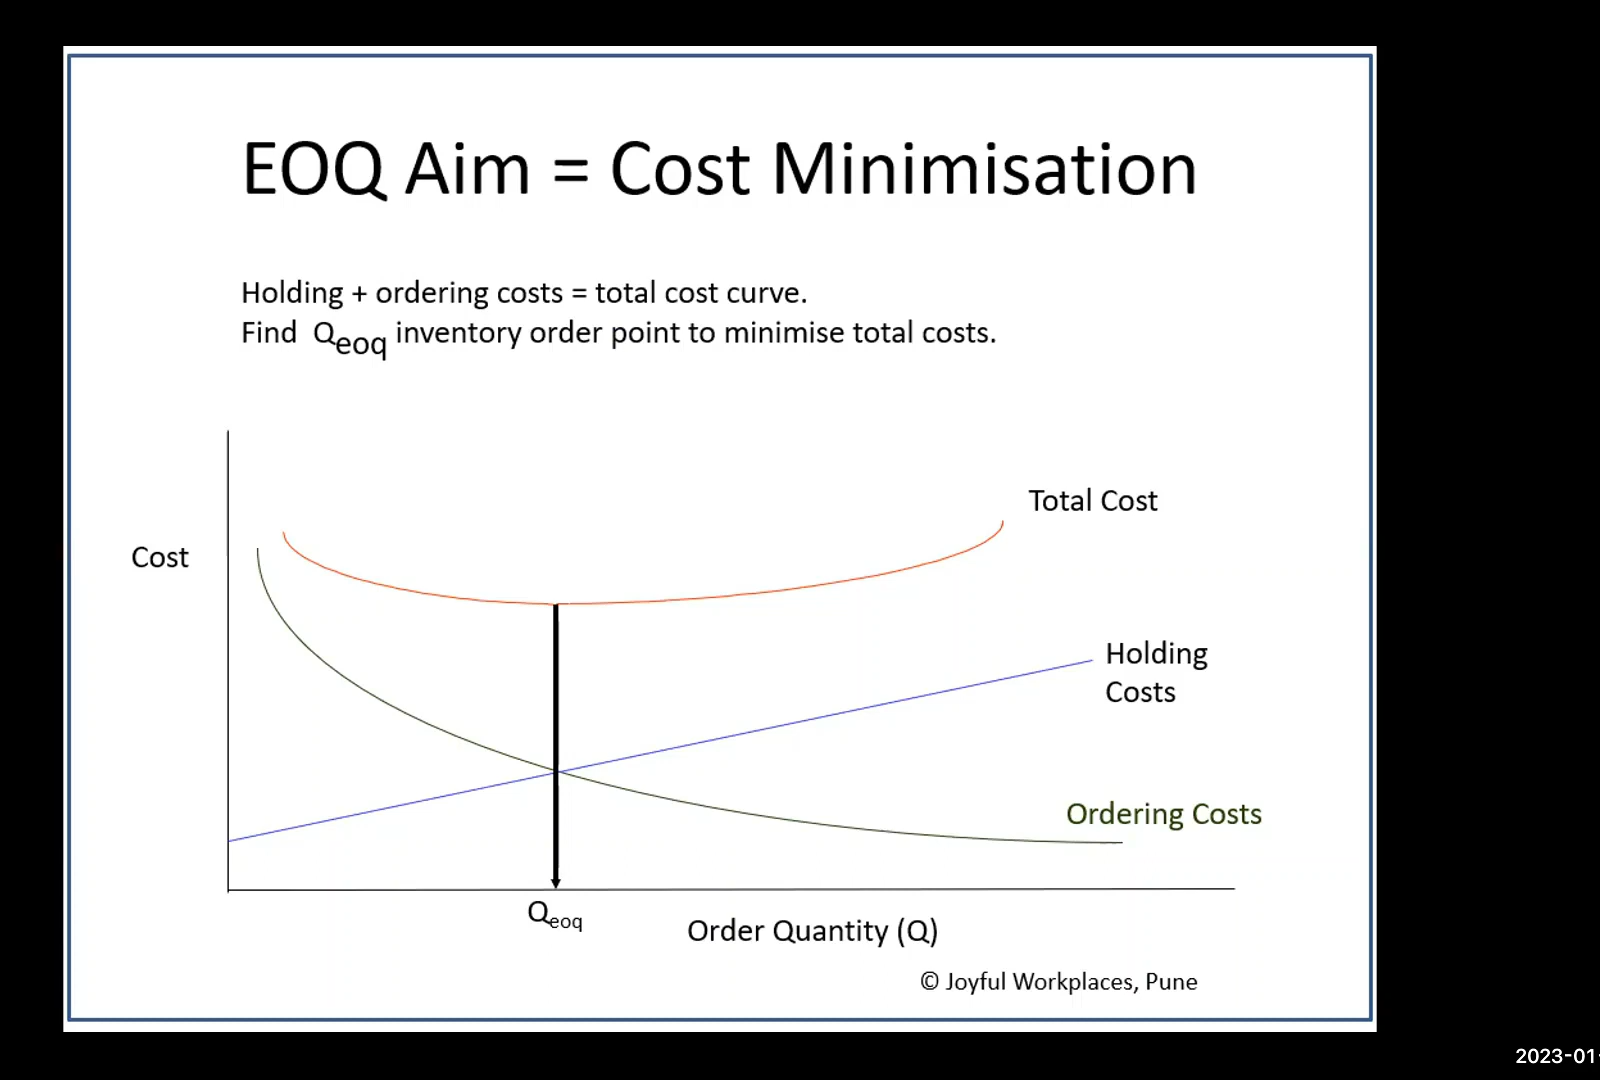 EOQ Aim = Cost Minimisation
Holding + ordering costs = total cost curve.
Find Qeoq inventory order point to minimise total costs.
Total Cost
Cost
Holding
Costs
Ordering Costs
Qeoq
Order Quantity (Q)
© Joyful Workplaces, Pune
2023-01-